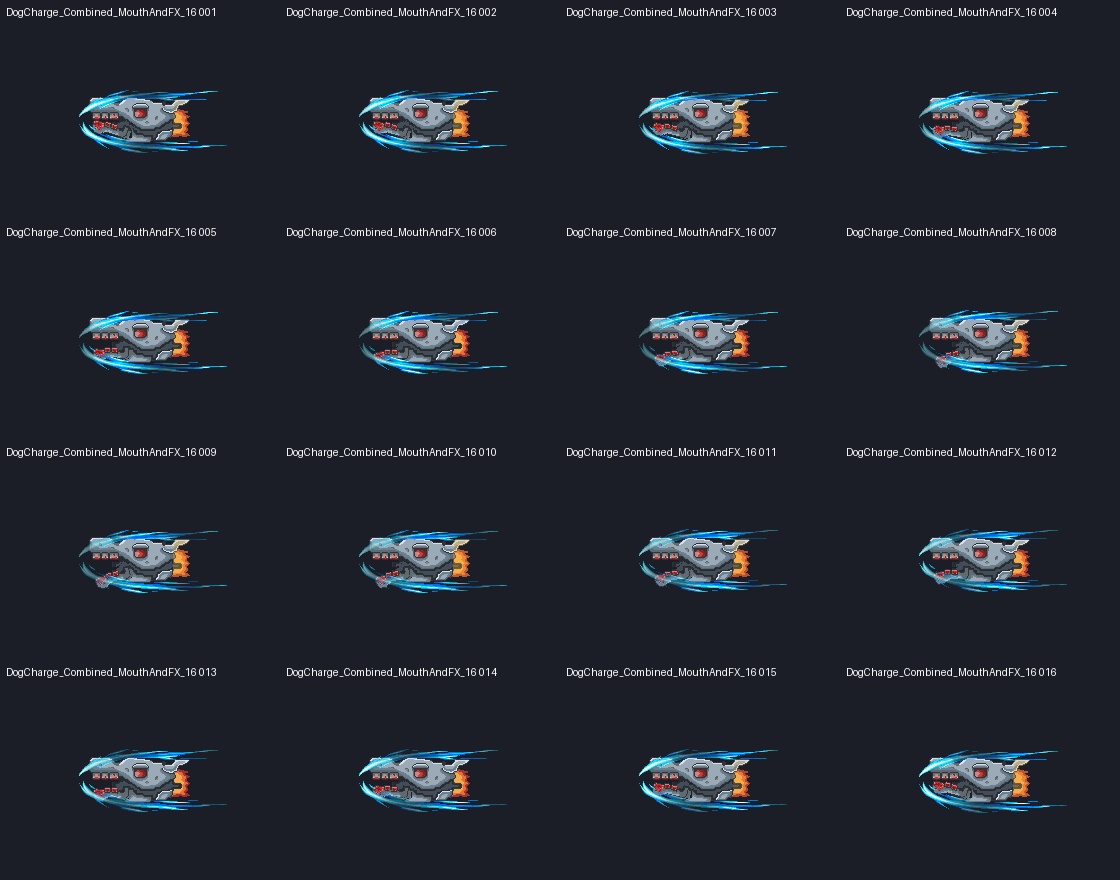 DogCharge_Combined_MouthAndFX_16 001
DogCharge_Combined_MouthAndFX_16 002
DogCharge_Combined_MouthAndFX_16 003
DogCharge_Combined_MouthAndFX_16 004
DogCharge_Combined_MouthAndFX_16 005
DogCharge_Combined_MouthAndFX_16 006
DogCharge_Combined_MouthAndFX_16 007
DogCharge_Combined_MouthAndFX_16 008
DogCharge_Combined_MouthAndFX_16 009
DogCharge_Combined_MouthAndFX_16 010
DogCharge_Combined_MouthAndFX_16 011
DogCharge_Combined_MouthAndFX_16 012
DogCharge_Combined_MouthAndFX_16 013
DogCharge_Combined_MouthAndFX_16 014
DogCharge_Combined_MouthAndFX_16 015
DogCharge_Combined_MouthAndFX_16 016